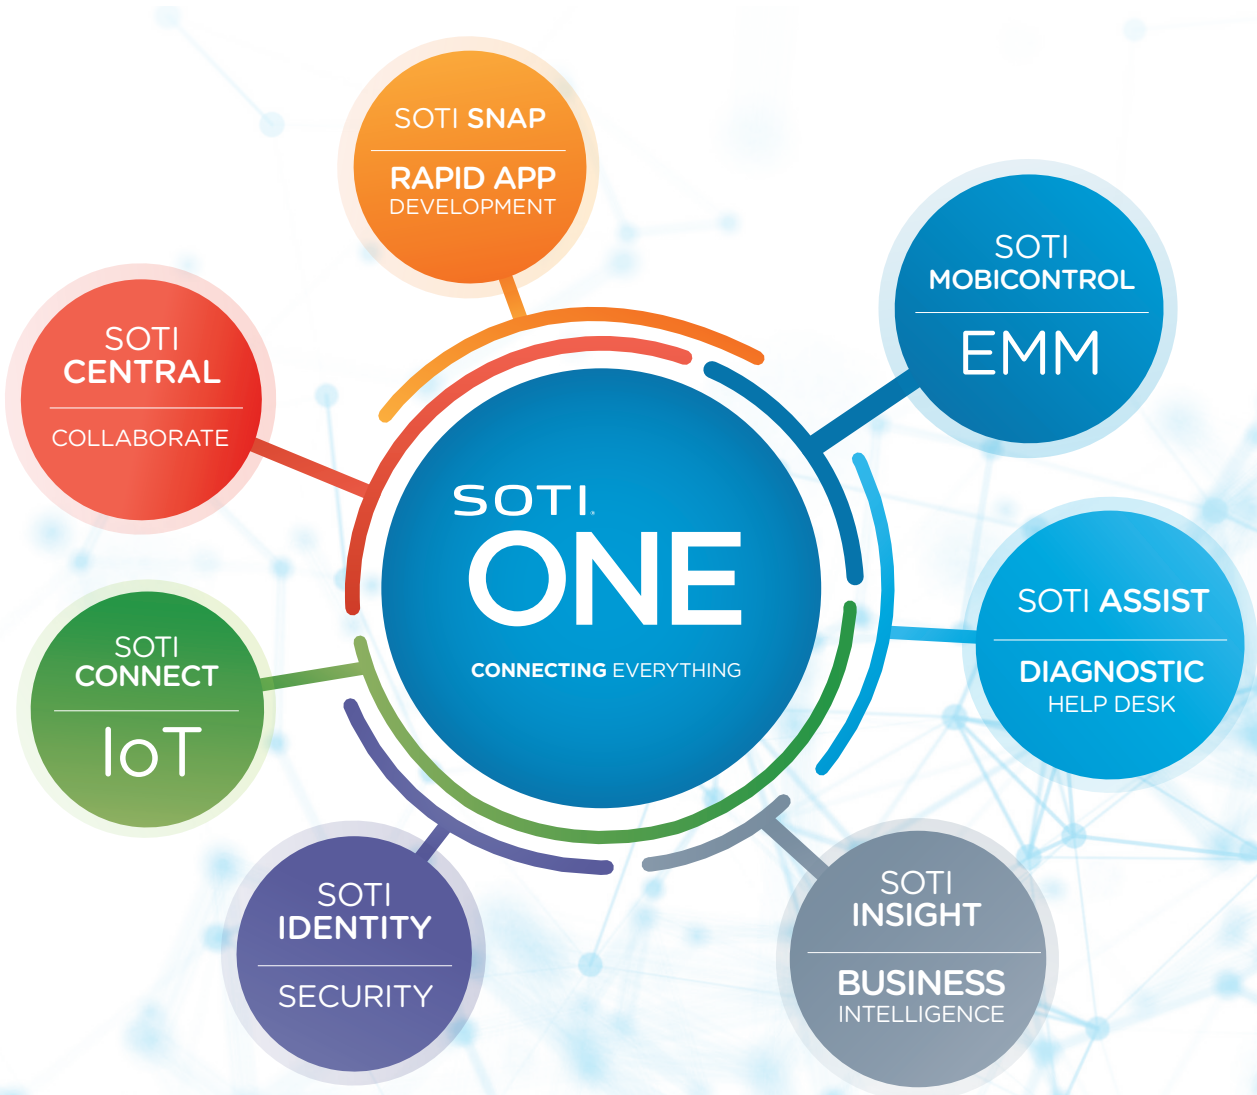 SOTI SNAP
RAPID APP
DEVELOPMENT
SOTI
MOBICONTROL
EMM
SOTI
CENTRAL
COLLABORATE
SOTI
ONE
CONNECTING EVERYTHING
SOTI ASSIST
DIAGNOSTIC
HELP DESK
SOTI
CONNECT
IoT
SOTI
IDENTITY
SECURITY
SOTI
INSIGHT
BUSINESS
INTELLIGENCE